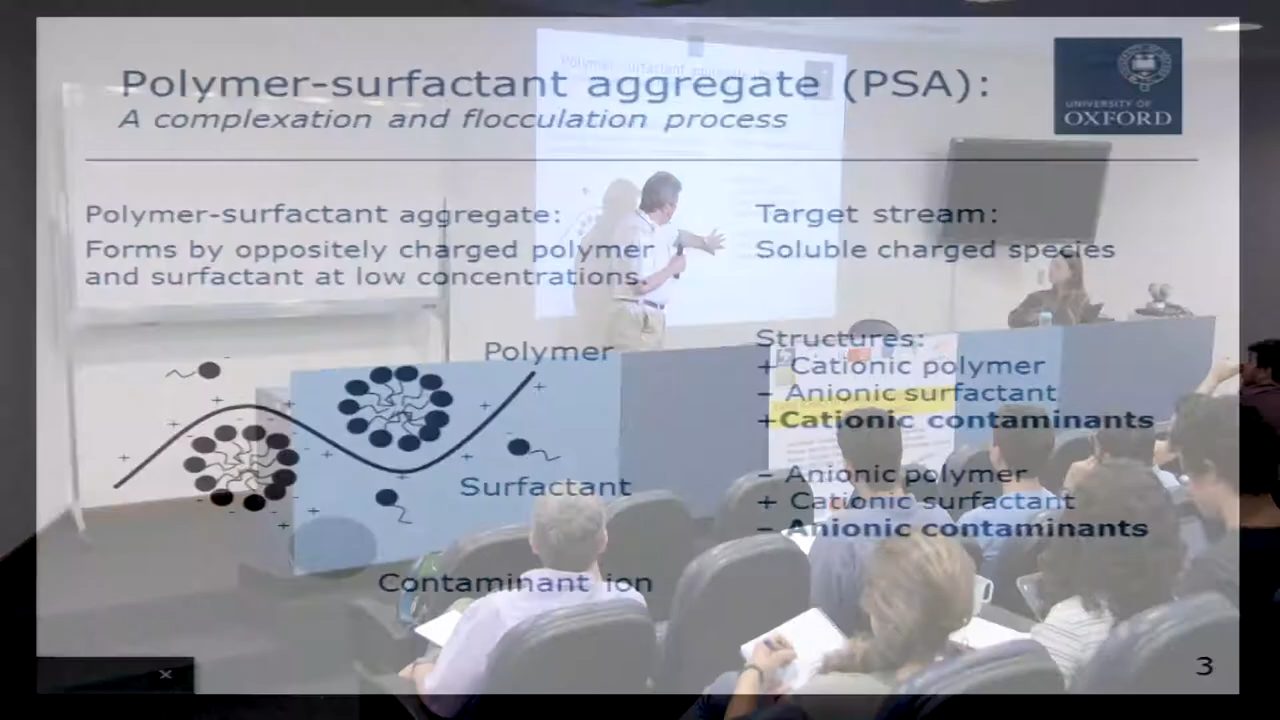 Polymer-surfactant aggregate (PSA):
A complexation and flocculation process
UNIVERSITY OF
OXFORD
Polymer-surfactant aggregate:
Forms by oppositely charged polymer
and surfactant at low concentrations.
Polymer
Surfactant
Contaminant ion
Target stream:
Soluble charged species
Structures:
+ Cationic polymer
– Anionic surfactant
+Cationic contaminants
– Anionic polymer
+ Cationic surfactant
– Anionic contaminants
3